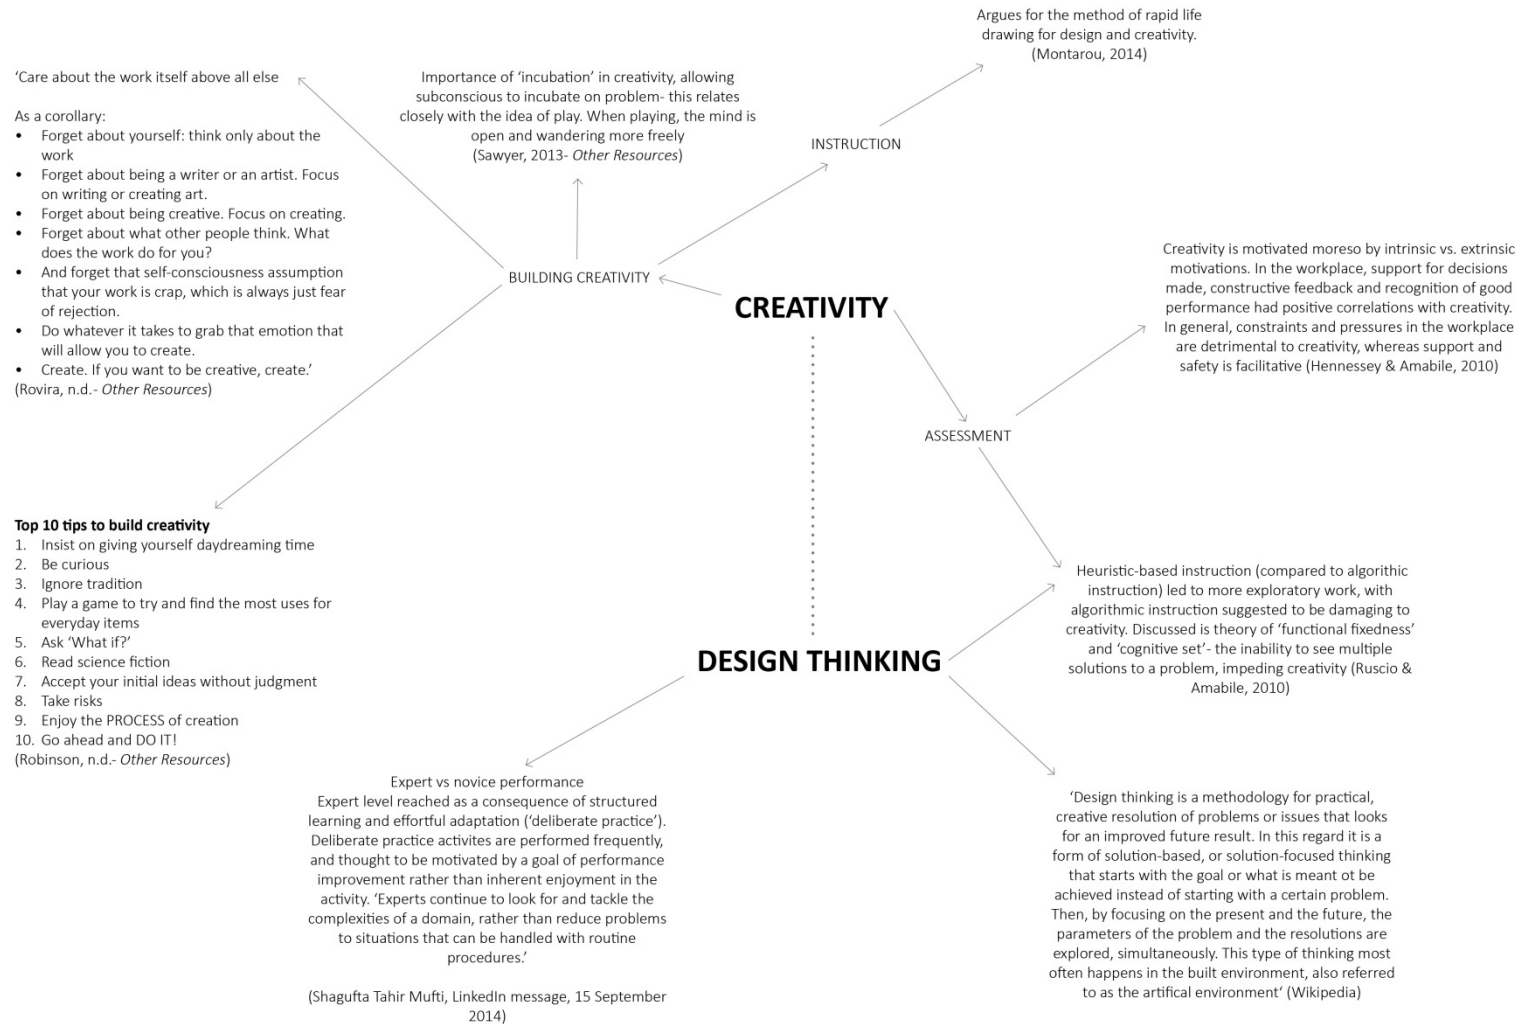 Argues for the method of rapid life
drawing for design and creativity.
(Montarou, 2014)
‘Care about the work itself above all else
As a corollary:
• Forget about yourself: think only about the
work
• Forget about being a writer or an artist. Focus
on writing or creating art.
• Forget about being creative. Focus on creating.
• Forget about what other people think. What
does the work do for you?
• And forget that self-consciousness assumption
that your work is crap, which is always just fear
of rejection.
• Do whatever it takes to grab that emotion that
will allow you to create.
• Create. If you want to be creative, create.’
(Rovira, n.d.- Other Resources)
Importance of ‘incubation’ in creativity, allowing
subconscious to incubate on problem- this relates
closely with the idea of play. When playing, the mind is
open and wandering more freely
(Sawyer, 2013- Other Resources)
INSTRUCTION
BUILDING CREATIVITY
CREATIVITY
Creativity is motivated moreso by intrinsic vs. extrinsic
motivations. In the workplace, support for decisions
made, constructive feedback and recognition of good
performance had positive correlations with creativity.
In general, constraints and pressures in the workplace
are detrimental to creativity, whereas support and
safety is facilitative (Hennessey & Amabile, 2010)
ASSESSMENT
Top 10 tips to build creativity
1. Insist on giving yourself daydreaming time
2. Be curious
3. Ignore tradition
4. Play a game to try and find the most uses for
everyday items
5. Ask ‘What if?’
6. Read science fiction
7. Accept your initial ideas without judgment
8. Take risks
9. Enjoy the PROCESS of creation
10. Go ahead and DO IT!
(Robinson, n.d.- Other Resources)
Heuristic-based instruction (compared to algorithic
instruction) led to more exploratory work, with
algorithmic instruction suggested to be damaging to
creativity. Discussed is theory of ‘functional fixedness’
and ‘cognitive set’- the inability to see multiple
solutions to a problem, impeding creativity (Ruscio &
Amabile, 2010)
DESIGN THINKING
Expert vs novice performance
Expert level reached as a consequence of structured
learning and effortful adaptation (‘deliberate practice’).
Deliberate practice activites are performed frequently,
and thought to be motivated by a goal of performance
improvement rather than inherent enjoyment in the
activity. ‘Experts continue to look for and tackle the
complexities of a domain, rather than reduce problems
to situations that can be handled with routine
procedures.’
(Shagufta Tahir Mufti, LinkedIn message, 15 September
2014)
‘Design thinking is a methodology for practical,
creative resolution of problems or issues that looks
for an improved future result. In this regard it is a
form of solution-based, or solution-focused thinking
that starts with the goal or what is meant ot be
achieved instead of starting with a certain problem.
Then, by focusing on the present and the future, the
parameters of the problem and the resolutions are
explored, simultaneously. This type of thinking most
often happens in the built environment, also referred
to as the artifical environment‘ (Wikipedia)